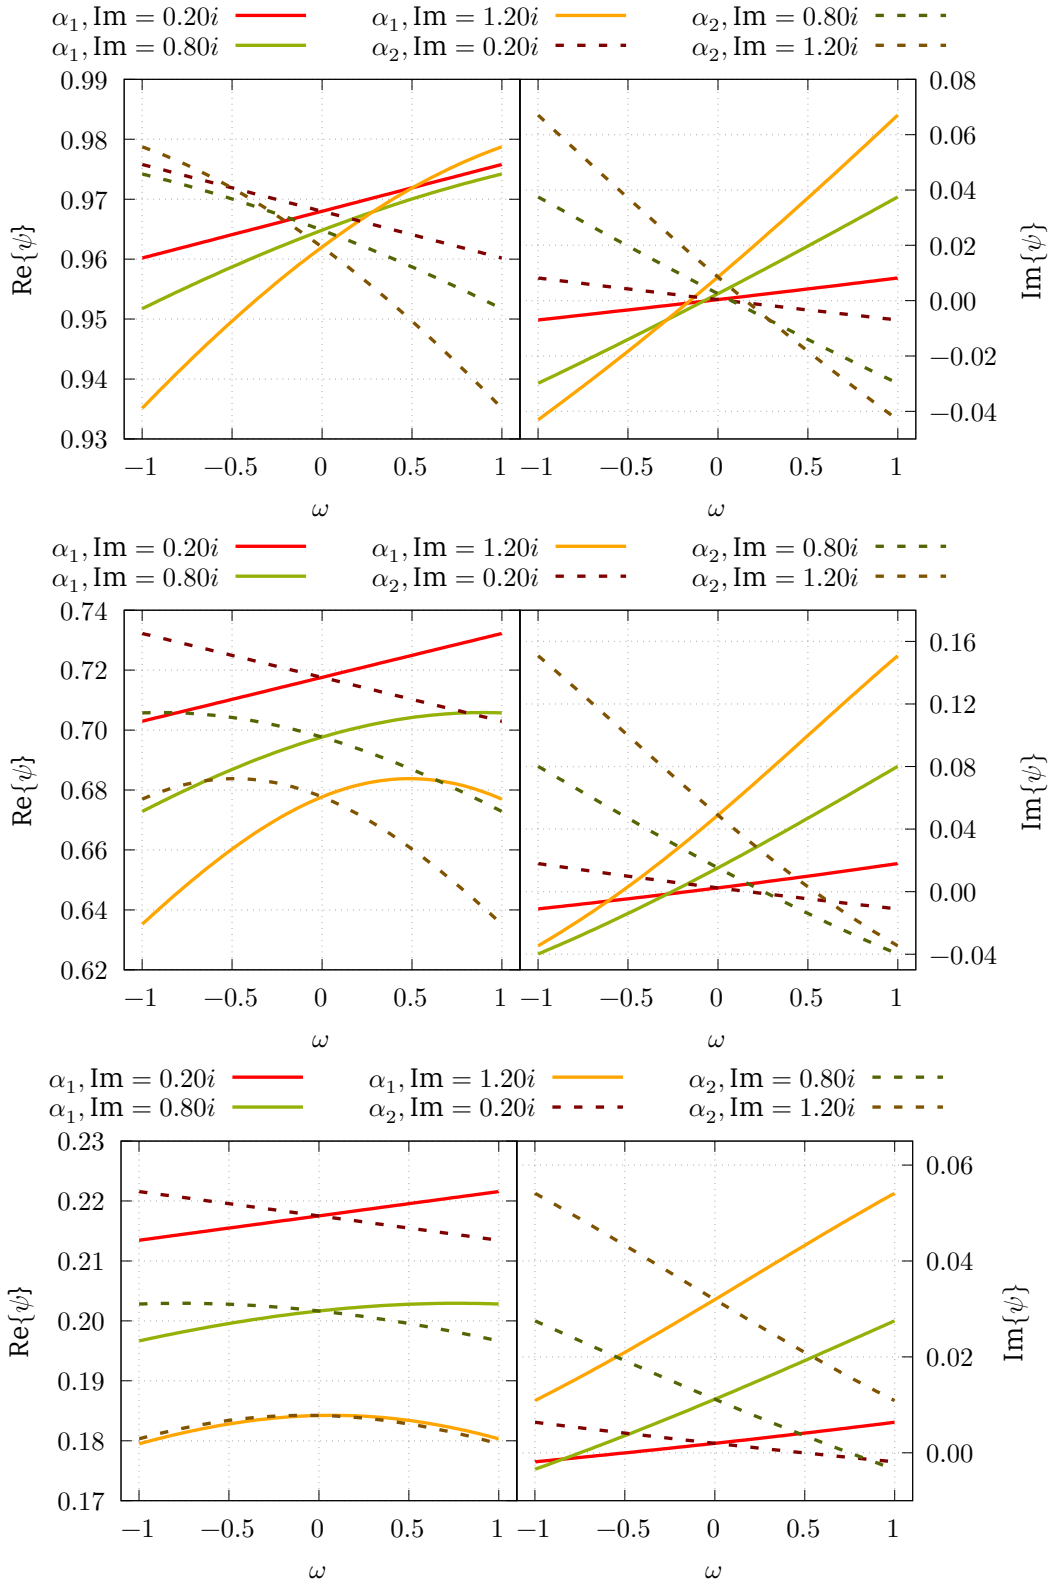 α₁, Im = 0.20i α₁, Im = 1.20i α₂, Im = 0.80i
α₁, Im = 0.80i α₂, Im = 0.20i α₂, Im = 1.20i
0.99 0.08
0.98 0.06
0.97 0.04
0.96 0.02
0.95 0.00
0.94 −0.02
0.93 −0.04
Re{ψ} Im{ψ}
−1 −0.5 0 0.5 1 −1 −0.5 0 0.5 1
ω ω
α₁, Im = 0.20i α₁, Im = 1.20i α₂, Im = 0.80i
α₁, Im = 0.80i α₂, Im = 0.20i α₂, Im = 1.20i
0.74
0.72 0.16
0.70 0.12
0.68 0.08
0.66 0.04
0.64 0.00
0.62 −0.04
Re{ψ} Im{ψ}
−1 −0.5 0 0.5 1 −1 −0.5 0 0.5 1
ω ω
α₁, Im = 0.20i α₁, Im = 1.20i α₂, Im = 0.80i
α₁, Im = 0.80i α₂, Im = 0.20i α₂, Im = 1.20i
0.23 0.06
0.22
0.21 0.04
0.20
0.19 0.02
0.18 0.00
0.17
Re{ψ} Im{ψ}
−1 −0.5 0 0.5 1 −1 −0.5 0 0.5 1
ω ω